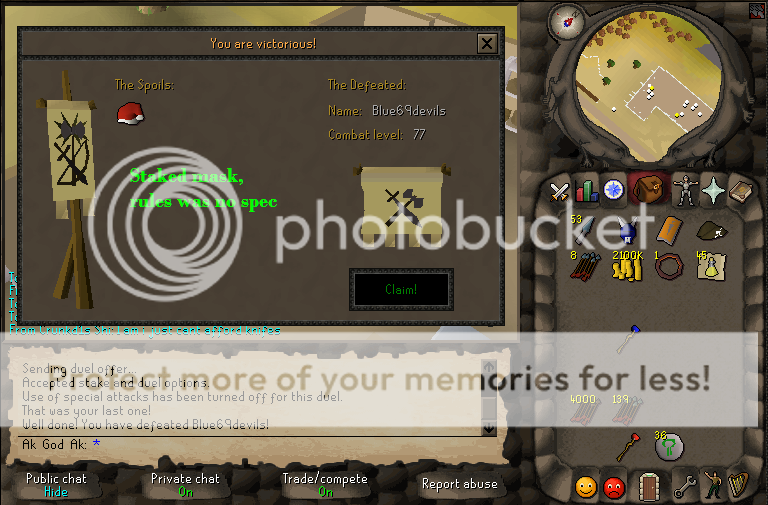 You are victorious!
The Spoils:
The Defeated:
Name: Blue69devils
Combat level: 77
Staked mask,
rules was no spec
photobucket
Claim!
53
8
2100K
1
45
4000
139
36
Protect more of your memories for less!
Sending duel offer...
Accepted stake and duel options.
Use of special attacks has been turned off for this duel.
That was your last one!
Well done! You have defeated Blue69devils!
Ak God Ak: *
Public chat
Hide
Private chat
On
Trade/compete
On
Report abuse